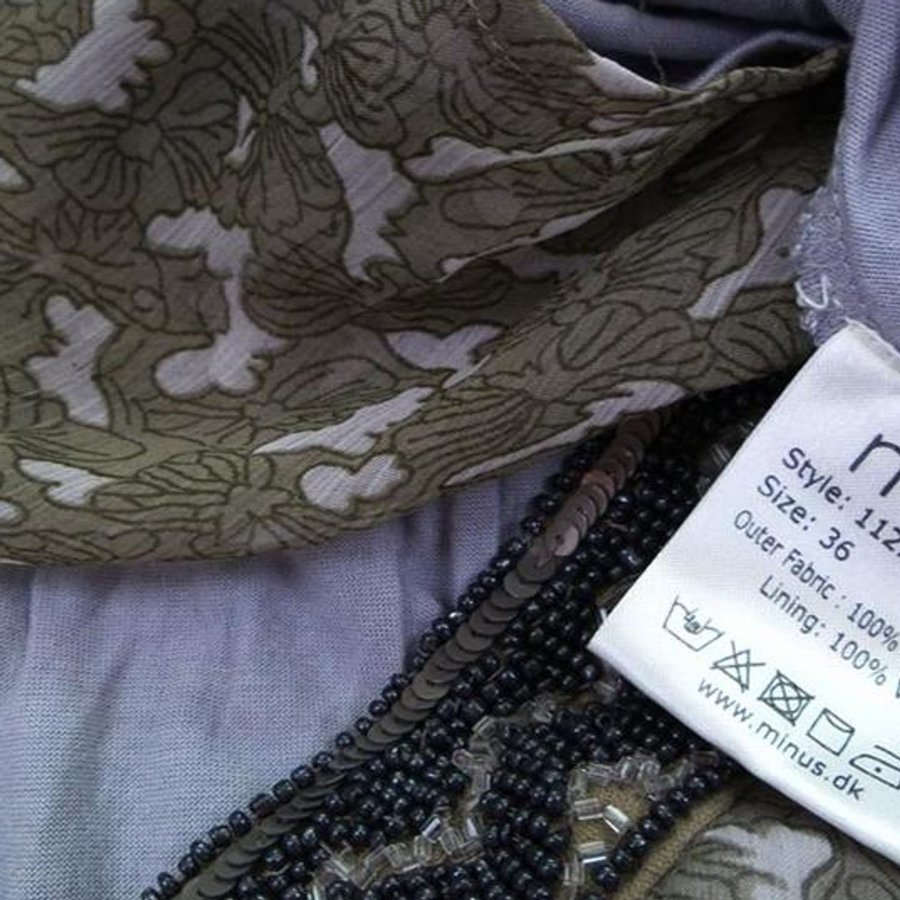 Style: 112
Size: 36
Outer Fabric : 100%
Lining: 100%
www.minus.dk